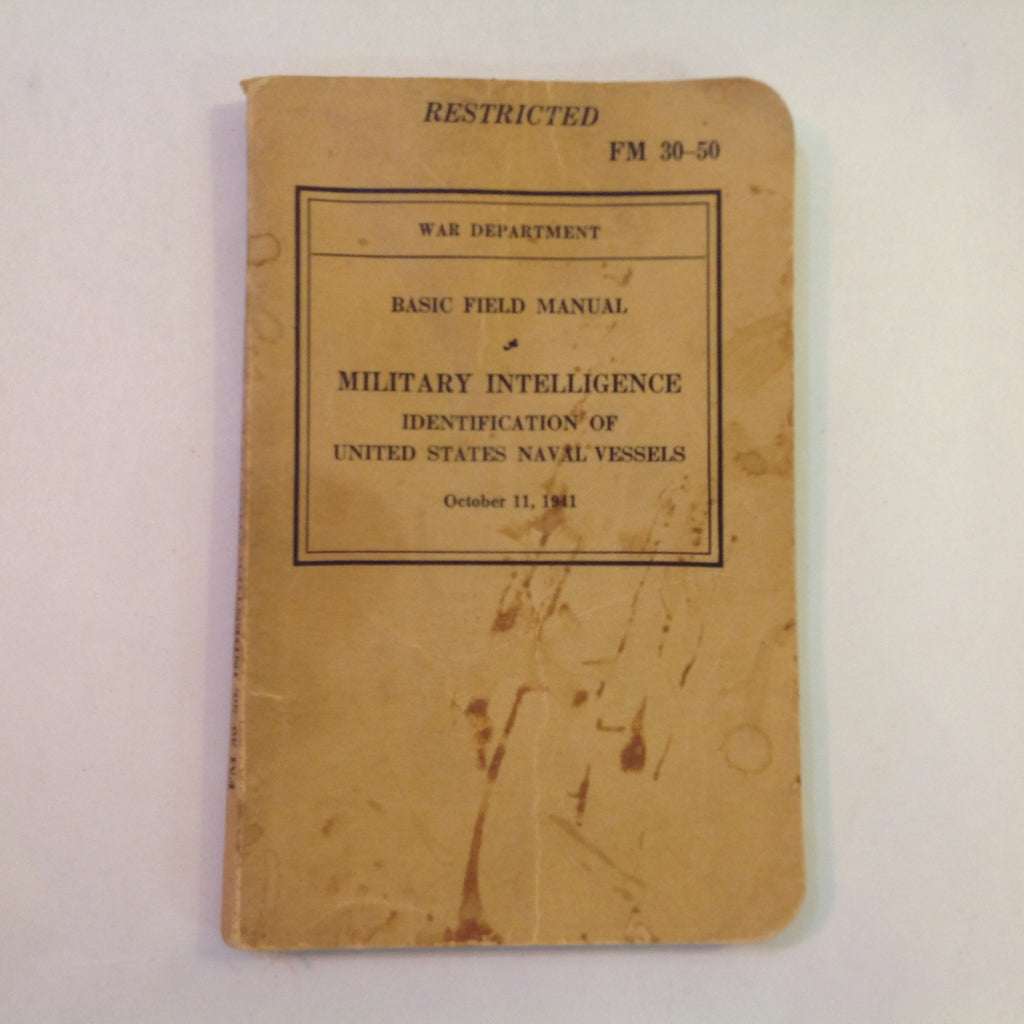 RESTRICTED
FM 30–50
WAR DEPARTMENT
BASIC FIELD MANUAL
MILITARY INTELLIGENCE
IDENTIFICATION OF
UNITED STATES NAVAL VESSELS
October 11, 1941